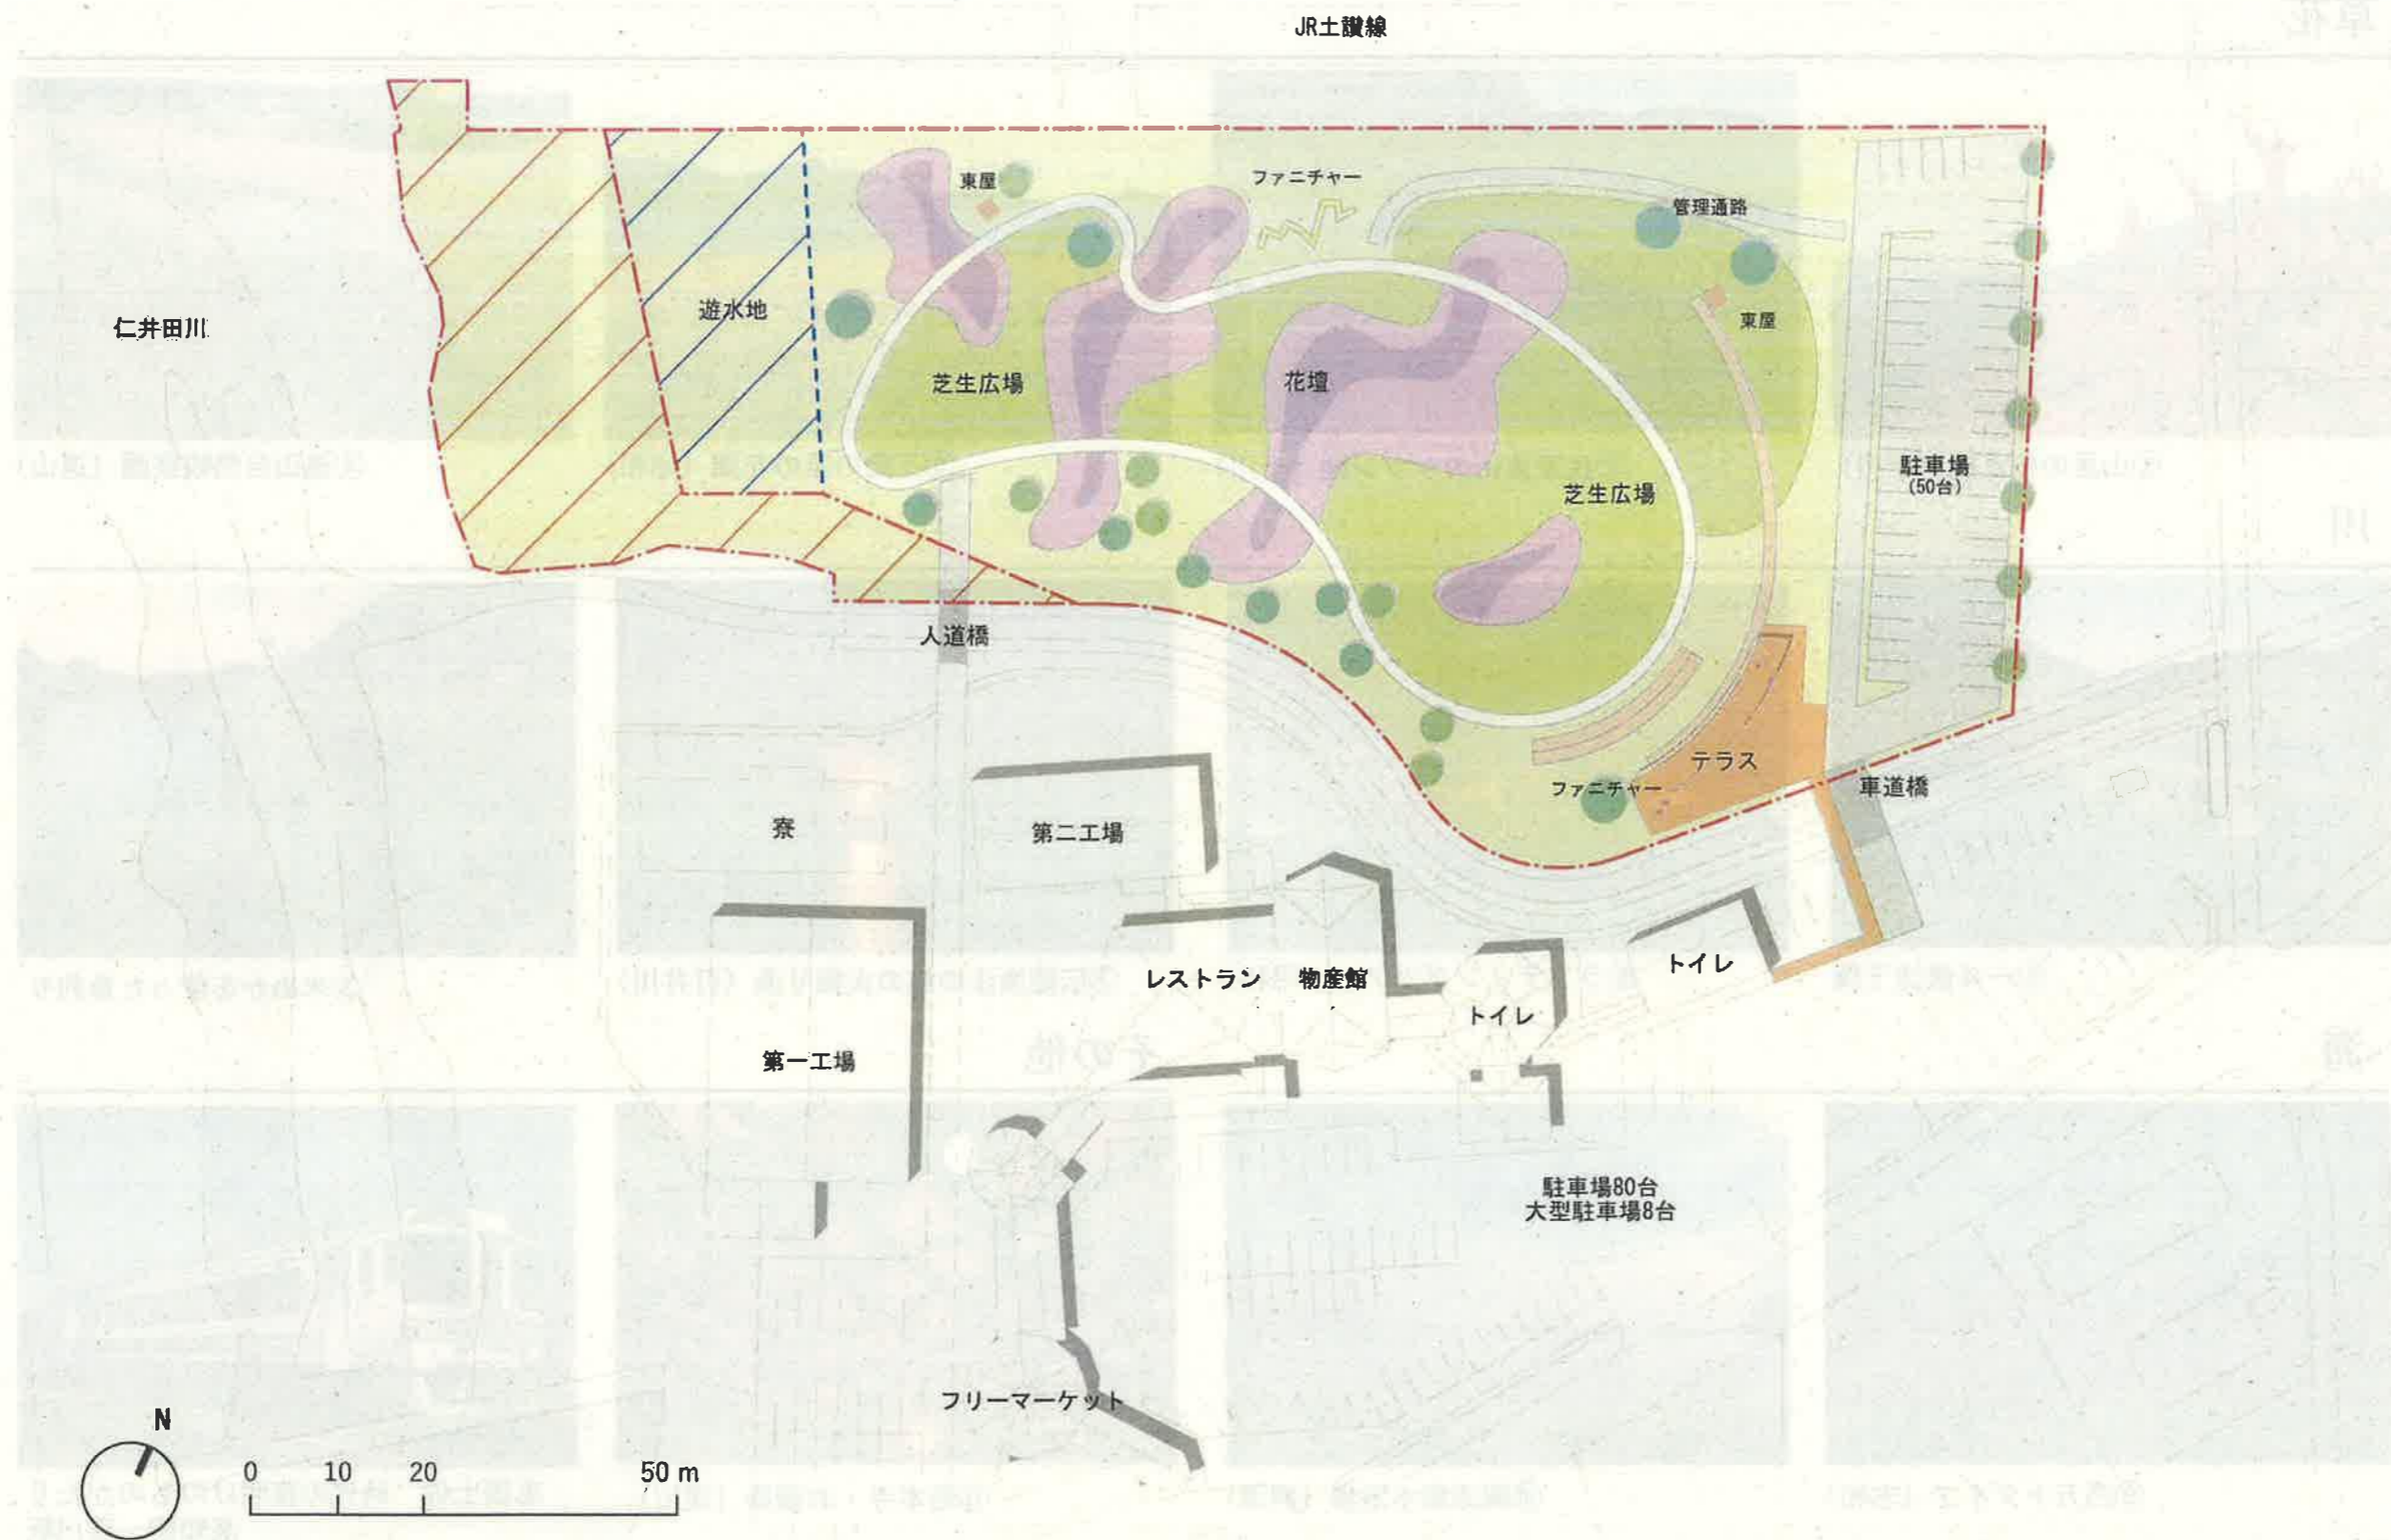 JR土讃線
東屋
ファニチャー
管理通路
仁井田川
遊水地
東屋
芝生広場
花壇
駐車場
(50台)
芝生広場
人道橋
テラス
ファニチャー
車道橋
寮
第二工場
レストラン
物産館
トイレ
トイレ
第一工場
駐車場80台
大型駐車場8台
フリーマーケット
N
0 10 20 50 m